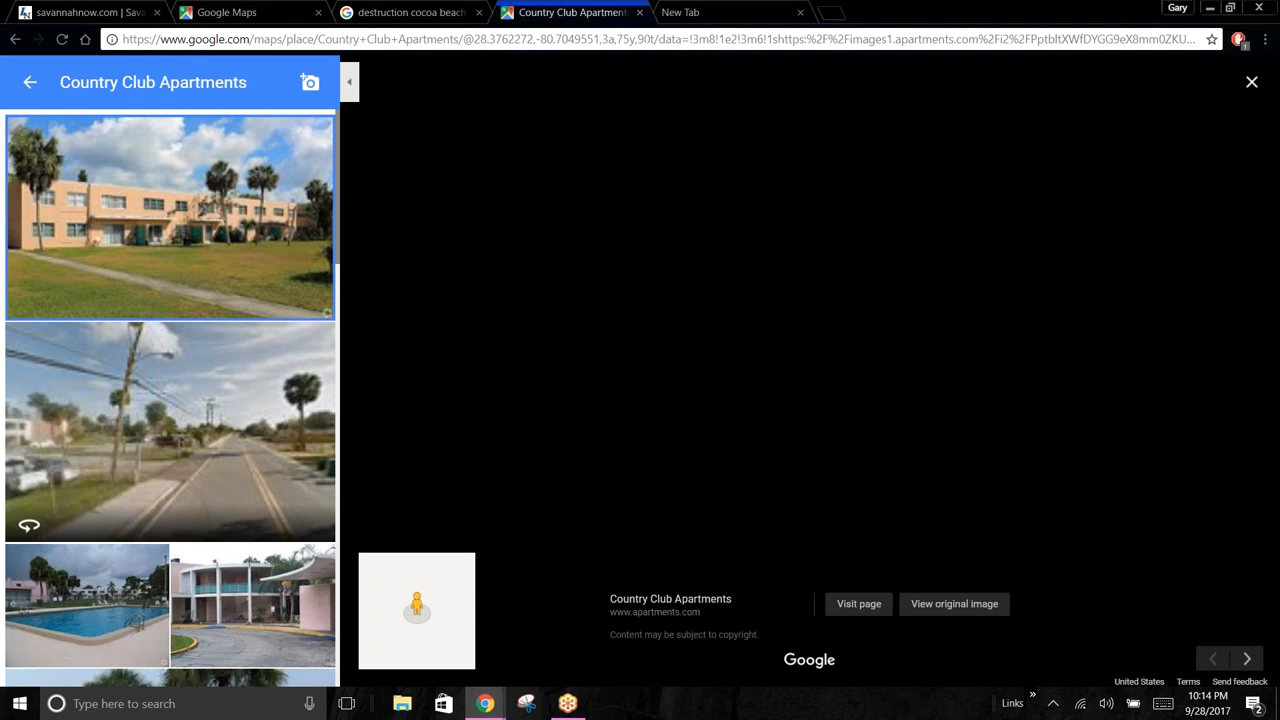 savannahnow.com | Sava
Google Maps
destruction cocoa beach
Country Club Apartment
New Tab
Gary
https://www.google.com/maps/place/Country+Club+Apartments/@28.3762272,-80.7049551,3a,75y,90t/data=!3m8!1e2!3m6!1shttps:%2F%2Fimages1.apartments.com%2Fi2%2FPptbltXWfDYGG9eX8mm0ZKU...
1
Country Club Apartments
Country Club Apartments
www.apartments.com
Visit page
View original image
Content may be subject to copyright.
Google
United States Terms Send feedback
Type here to search
Links
»
10:14 PM
9/28/2017
2